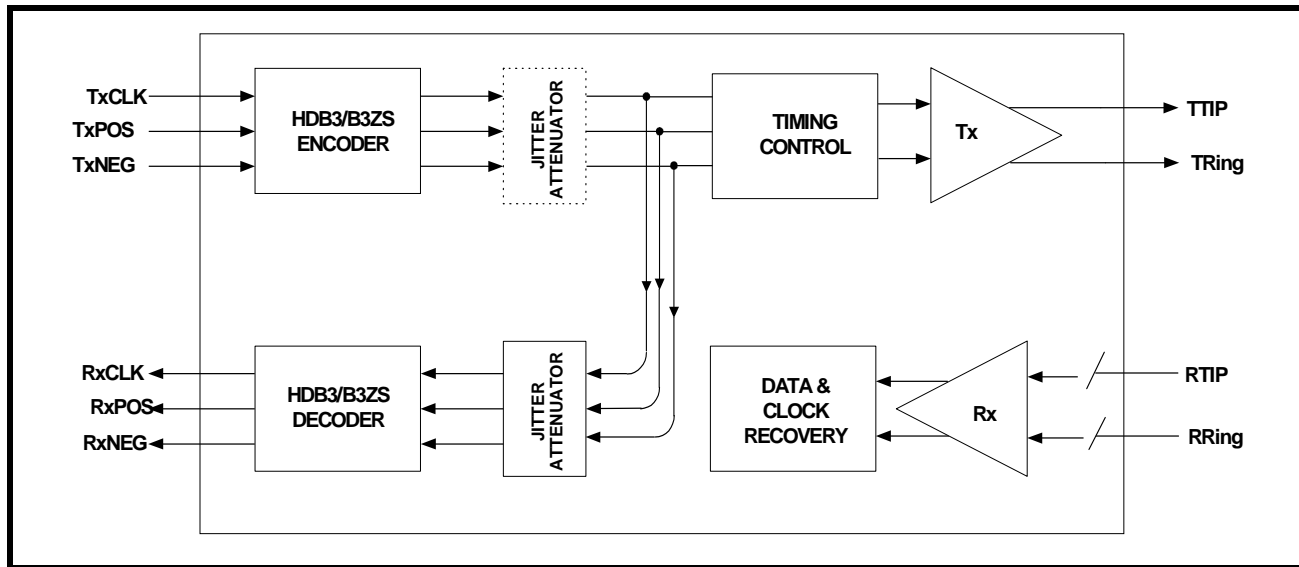 TxCLK
TxPOS
TxNEG
HDB3/B3ZS
ENCODER
JITTER
ATTENUATOR
TIMING
CONTROL
Tx
TTIP
TRing
RxCLK
RxPOS
RxNEG
HDB3/B3ZS
DECODER
JITTER
ATTENUATOR
DATA &
CLOCK
RECOVERY
Rx
RTIP
RRing